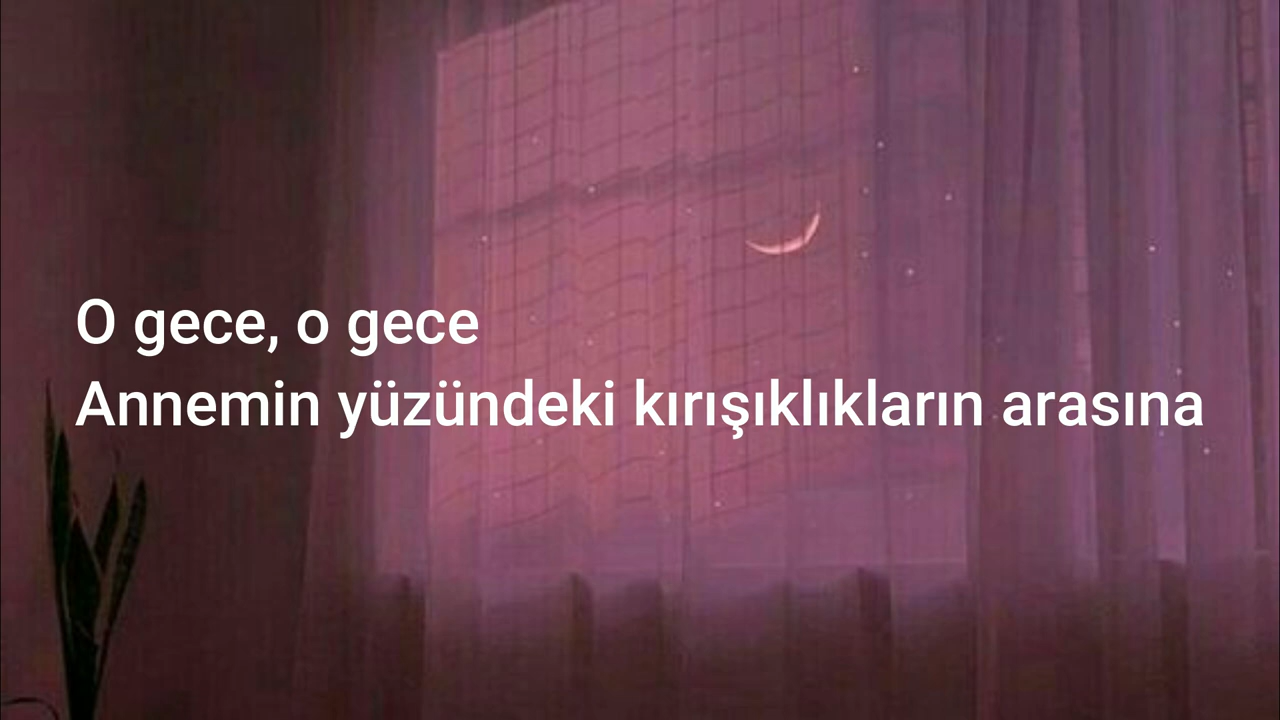 O gece, o gece
Annemin yüzündeki kırışıklıkların arasına